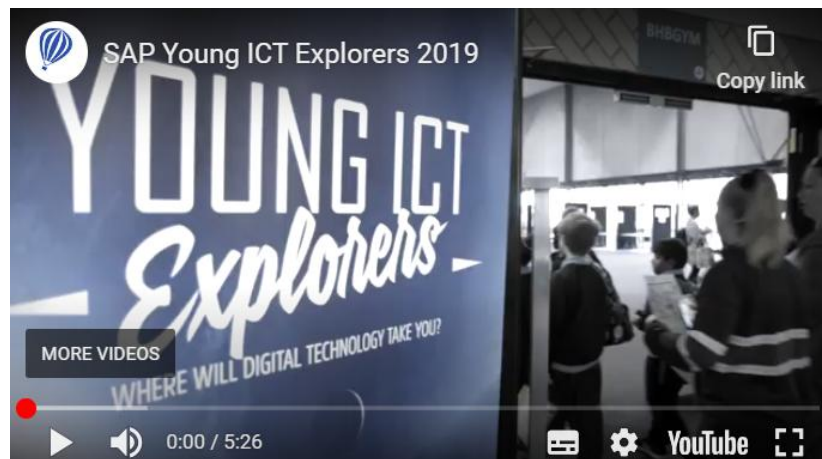 SAP Young ICT Explorers 2019
Copy link
BHBGYM
YOUNG ICT
Explorers
WHERE WILL DIGITAL TECHNOLOGY TAKE YOU?
MORE VIDEOS
0:00 / 5:26
YouTube